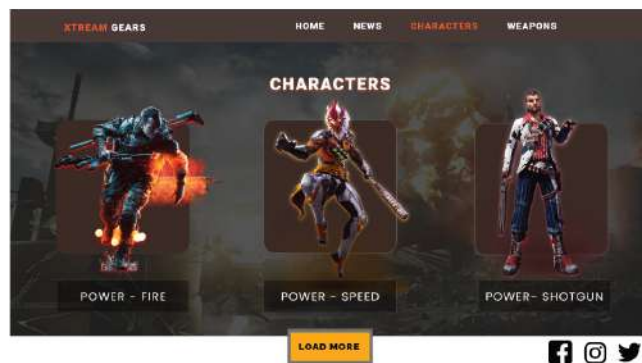 XTREAM GEARS
HOME NEWS CHARACTERS WEAPONS
CHARACTERS
POWER - FIRE
POWER - SPEED
POWER- SHOTGUN
LOAD MORE